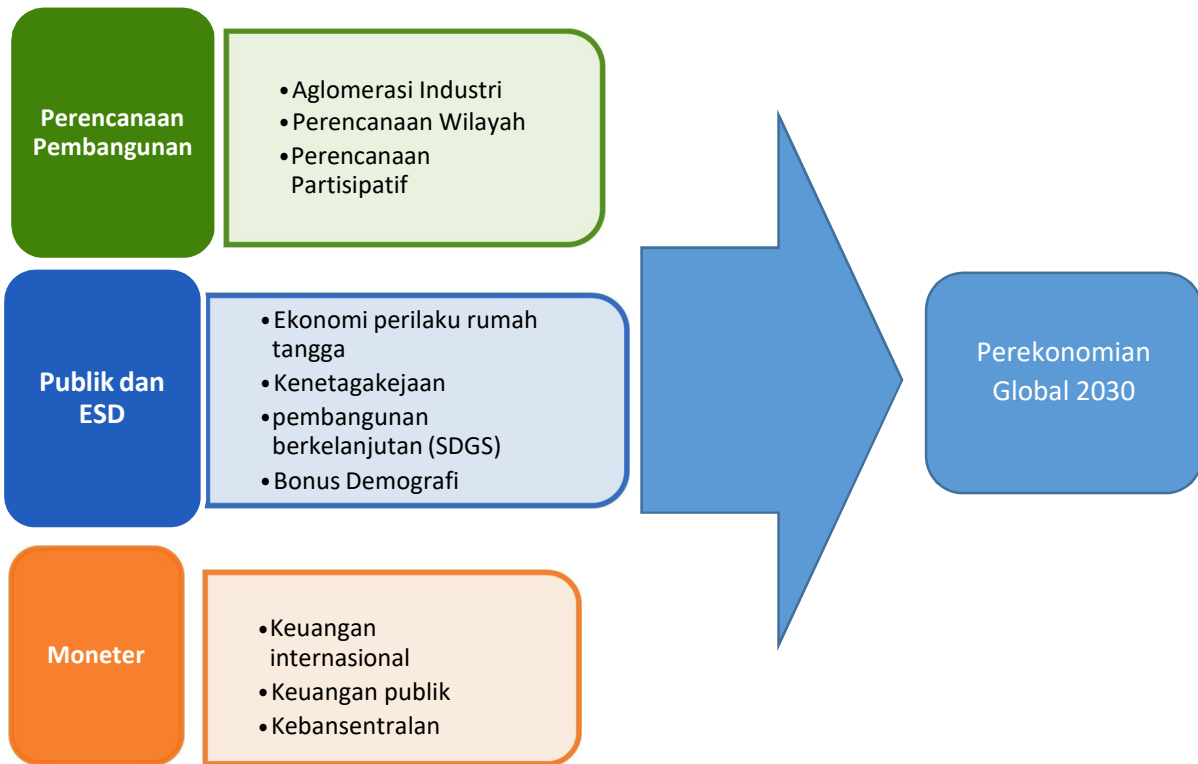 Perencanaan
Pembangunan
•Aglomerasi Industri
•Perencanaan Wilayah
•Perencanaan
Partisipatif
Publik dan
ESD
•Ekonomi perilaku rumah
tangga
•Kenetagakejaan
•pembangunan
berkelanjutan (SDGS)
•Bonus Demografi
Moneter
•Keuangan
internasional
•Keuangan publik
•Kebansentralan
Perekonomian
Global 2030